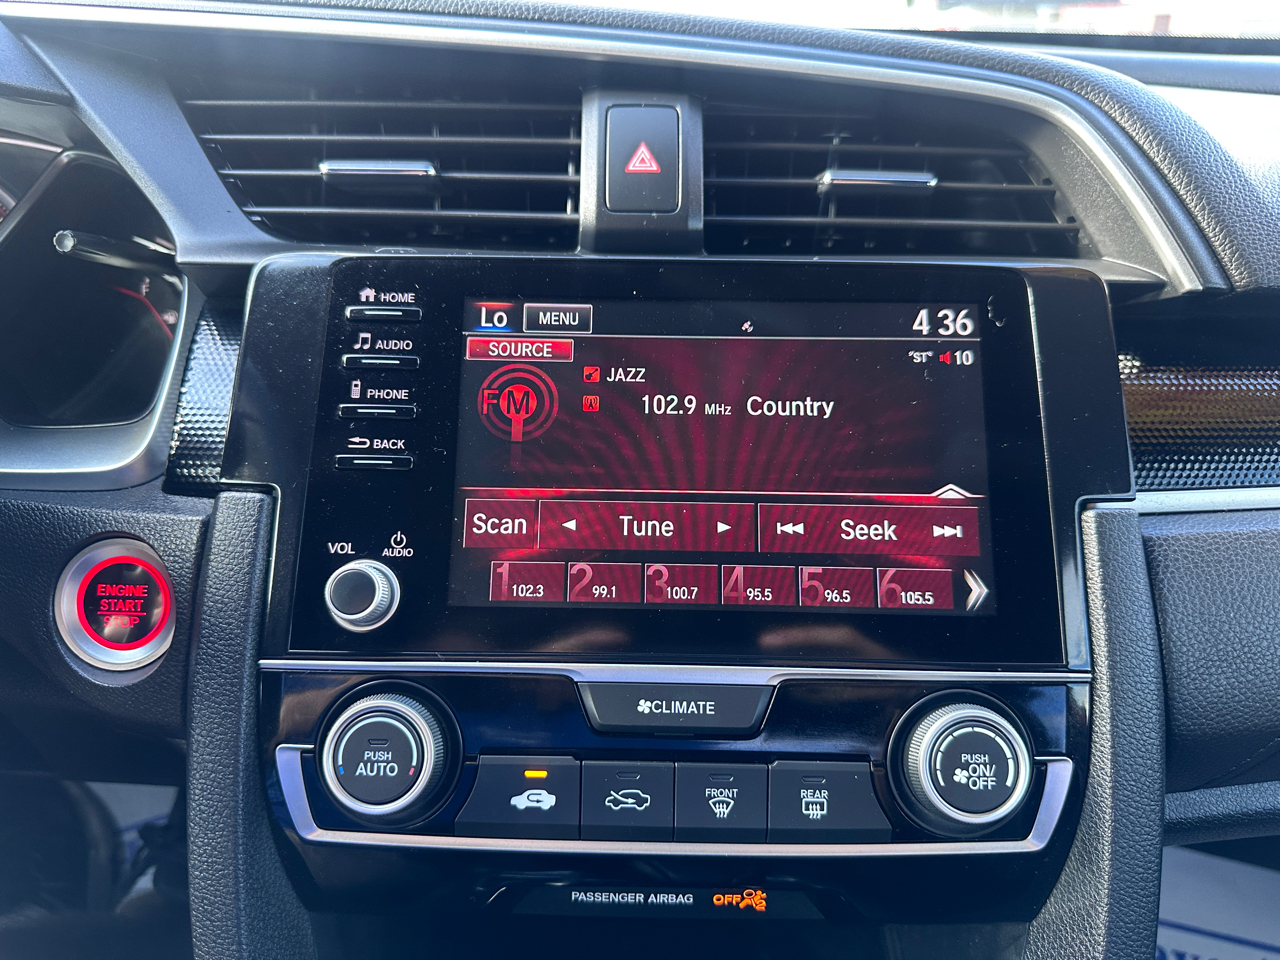 HOME
AUDIO
PHONE
BACK
VOL
AUDIO
Lo MENU 4:36
SOURCE "ST" 10
JAZZ
FM 102.9 MHz Country
Scan Tune Seek
1 102.3 2 99.1 3 100.7 4 95.5 5 96.5 6 105.5
ENGINE
START
STOP
CLIMATE
PUSH
AUTO
FRONT
REAR
PUSH
ON/
OFF
PASSENGER AIRBAG OFF 2
F